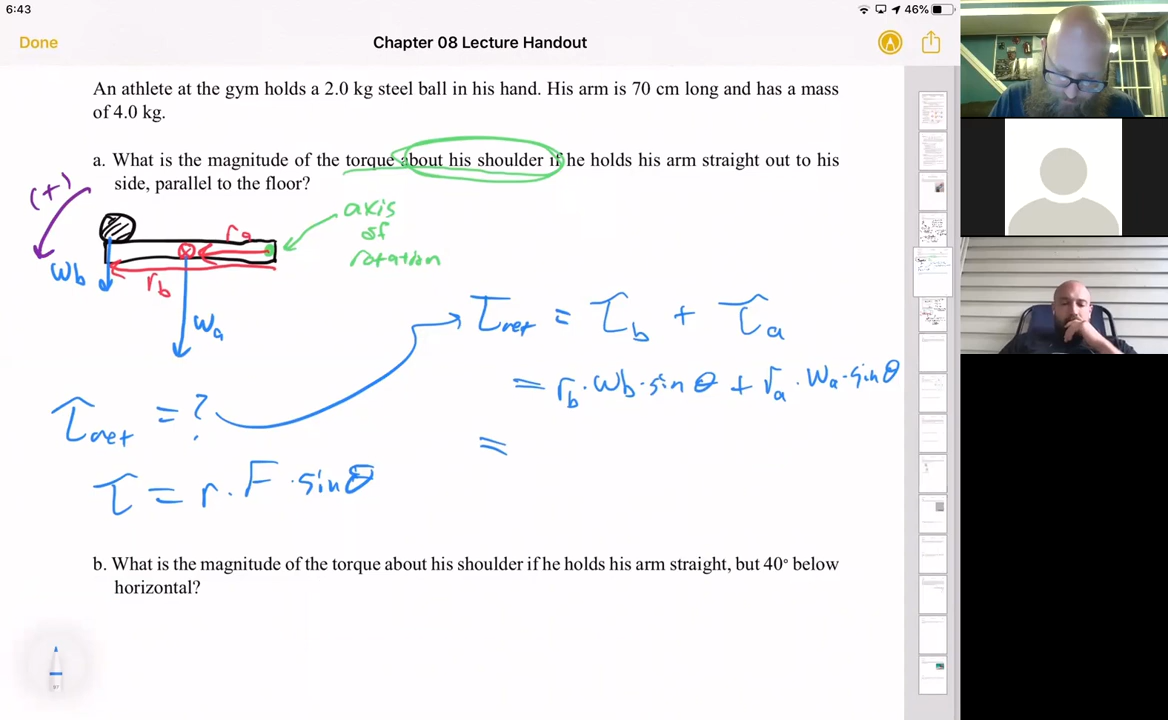 6:43
46%
Done
Chapter 08 Lecture Handout
An athlete at the gym holds a 2.0 kg steel ball in his hand. His arm is 70 cm long and has a mass
of 4.0 kg.
a. What is the magnitude of the torque about his shoulder if he holds his arm straight out to his
side, parallel to the floor?
(+)
axis
of
rotation
ra
rb
Wb
Wa
τnet = τb + τa
= rb · Wb · sin θ + ra · Wa · sin θ
=
τnet = ?
τ = r · F · sin θ
b. What is the magnitude of the torque about his shoulder if he holds his arm straight, but 40° below
horizontal?